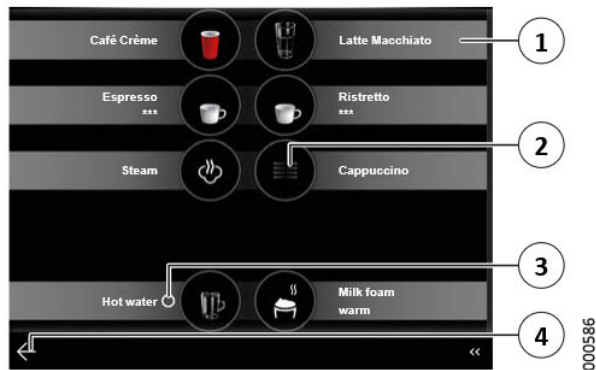 Café Crème
Latte Macchiato
1
Espresso
***
Ristretto
***
2
Steam
Cappuccino
3
Hot water
Milk foam
warm
4
«
000586